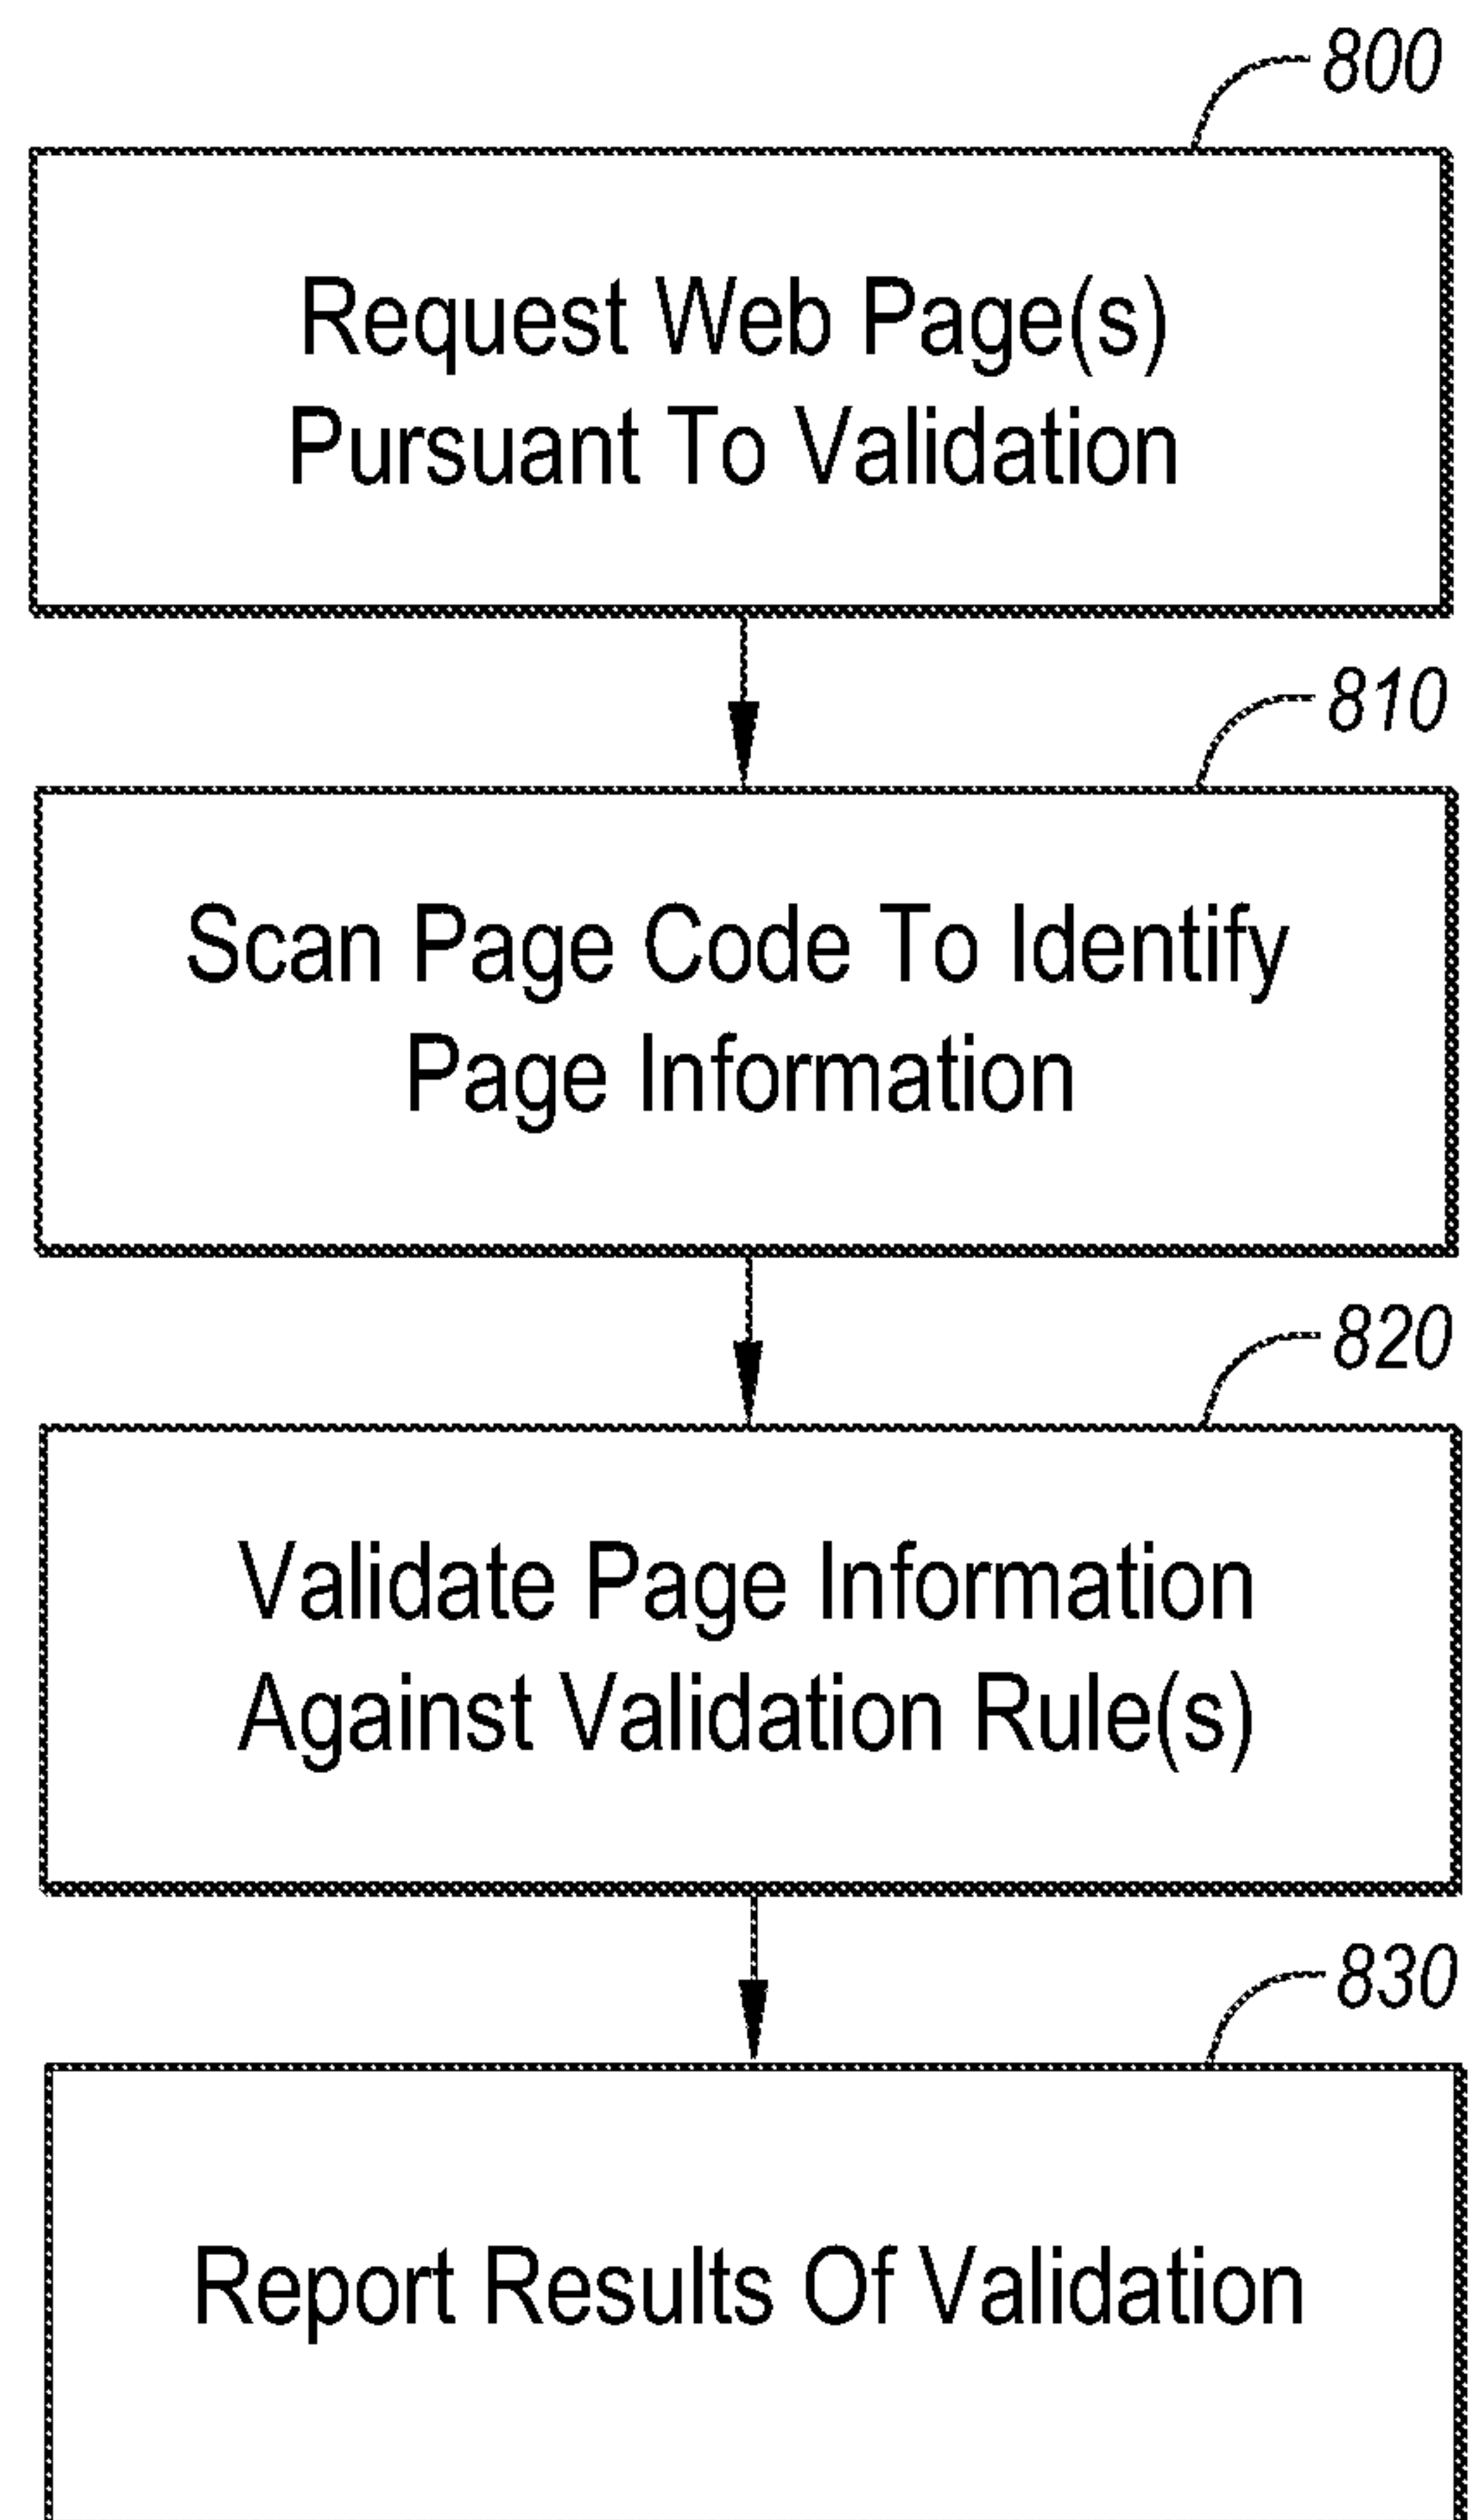 800
Request Web Page(s)
Pursuant To Validation
810
Scan Page Code To Identify
Page Information
820
Validate Page Information
Against Validation Rule(s)
830
Report Results Of Validation